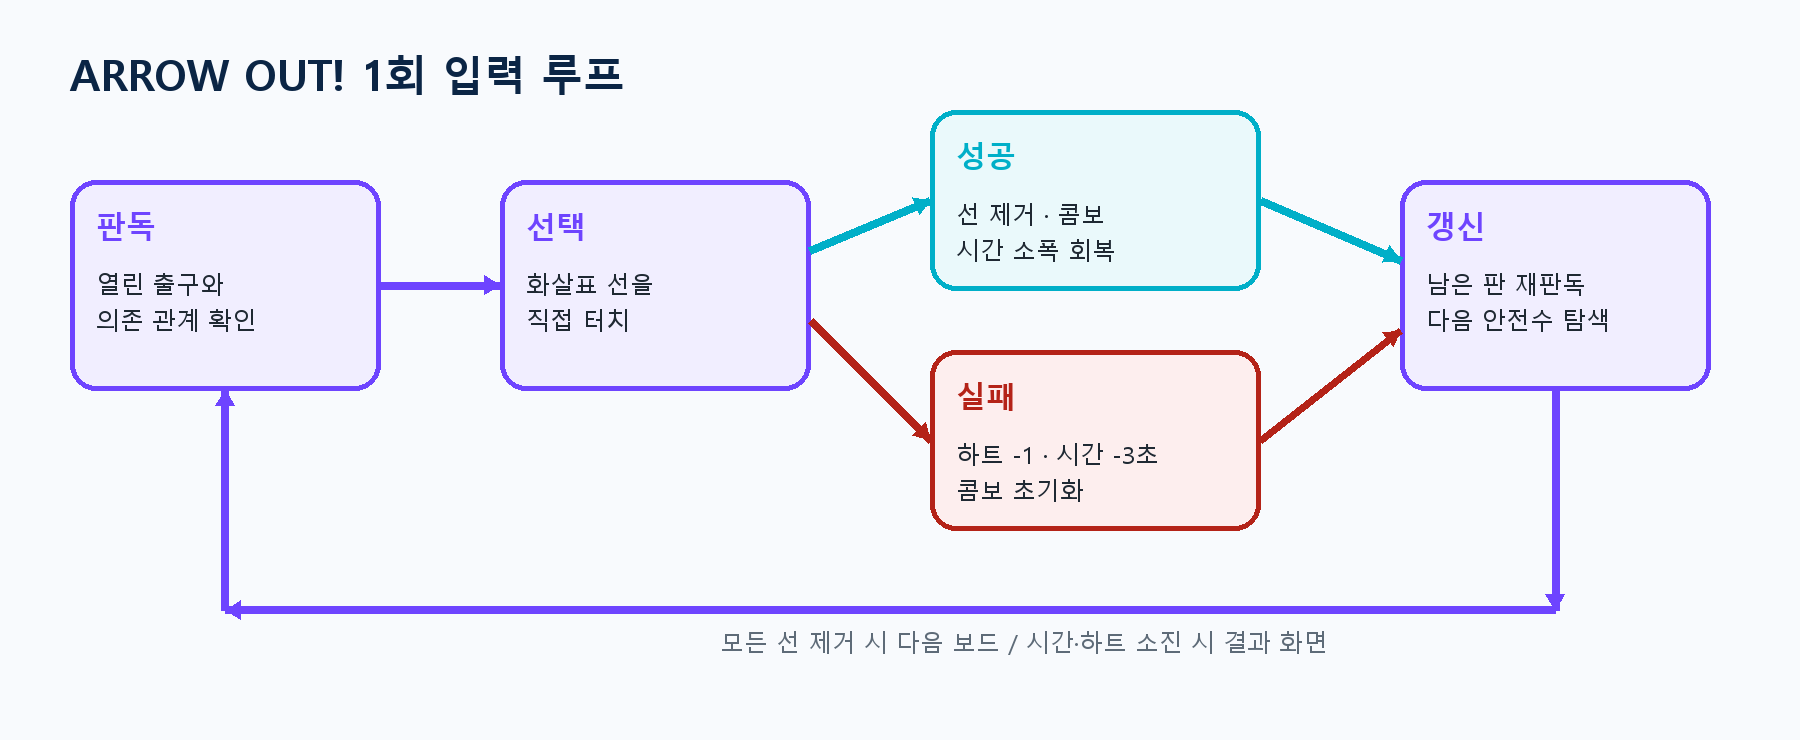 ARROW OUT! 1회 입력 루프
판독
열린 출구와
의존 관계 확인
선택
화살표 선을
직접 터치
성공
선 제거 · 콤보
시간 소폭 회복
실패
하트 -1 · 시간 -3초
콤보 초기화
갱신
남은 판 재판독
다음 안전수 탐색
모든 선 제거 시 다음 보드 / 시간·하트 소진 시 결과 화면